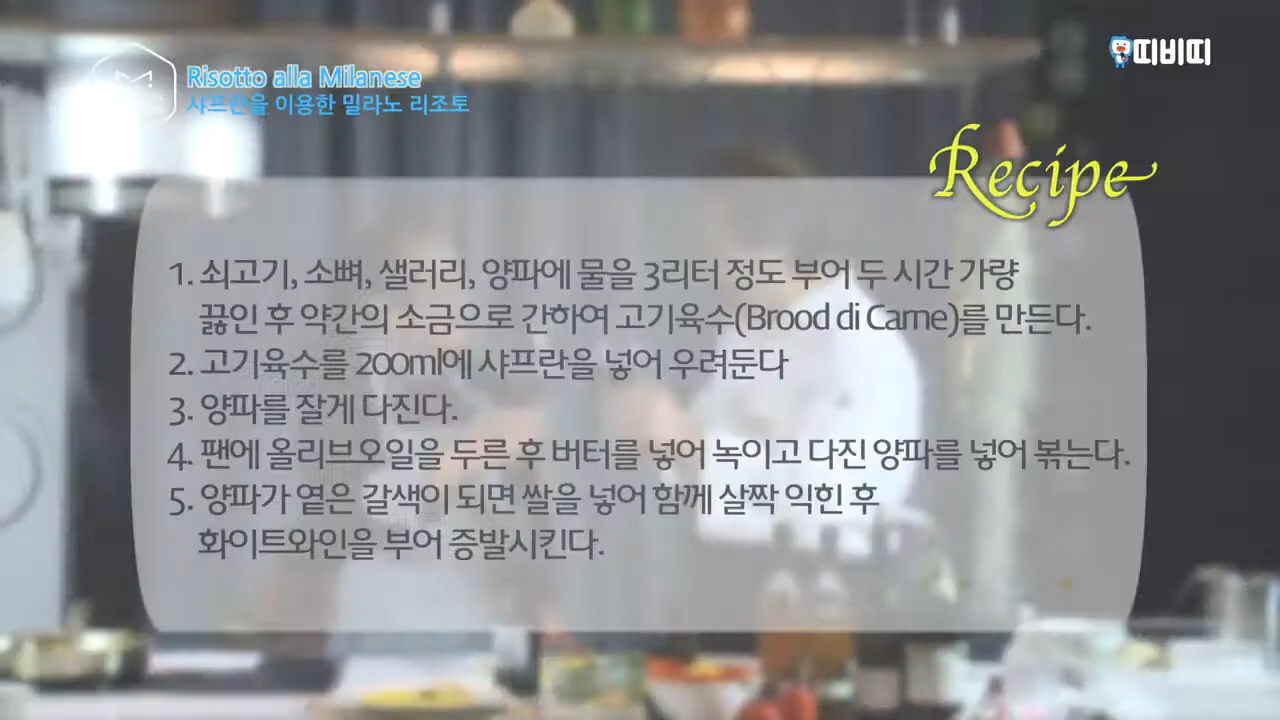 띠비띠
Risotto alla Milanese
샤프란을 이용한 밀라노 리조토
Recipe
1. 쇠고기, 소뼈, 샐러리, 양파에 물을 3리터 정도 부어 두 시간 가량
끓인 후 약간의 소금으로 간하여 고기육수(Brood di Carne)를 만든다.
2. 고기육수를 200ml에 샤프란을 넣어 우려둔다
3. 양파를 잘게 다진다.
4. 팬에 올리브오일을 두른 후 버터를 넣어 녹이고 다진 양파를 넣어 볶는다.
5. 양파가 옅은 갈색이 되면 쌀을 넣어 함께 살짝 익힌 후
화이트와인을 부어 증발시킨다.